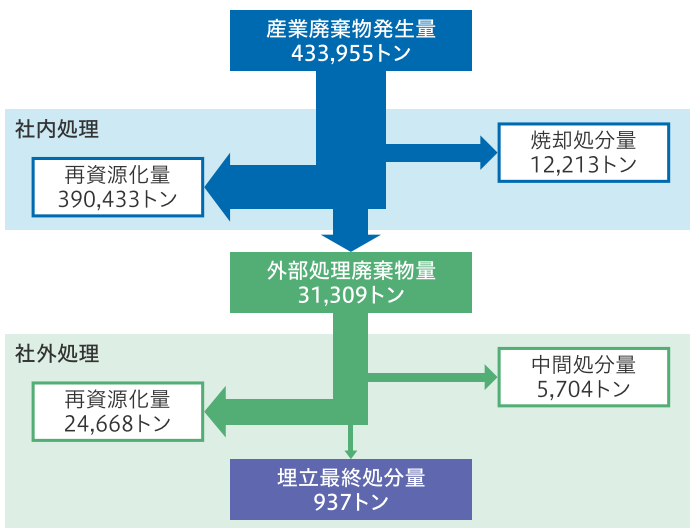 産業廃棄物発生量
433,955トン
社内処理
焼却処分量
12,213トン
再資源化量
390,433トン
外部処理廃棄物量
31,309トン
社外処理
中間処分量
5,704トン
再資源化量
24,668トン
埋立最終処分量
937トン